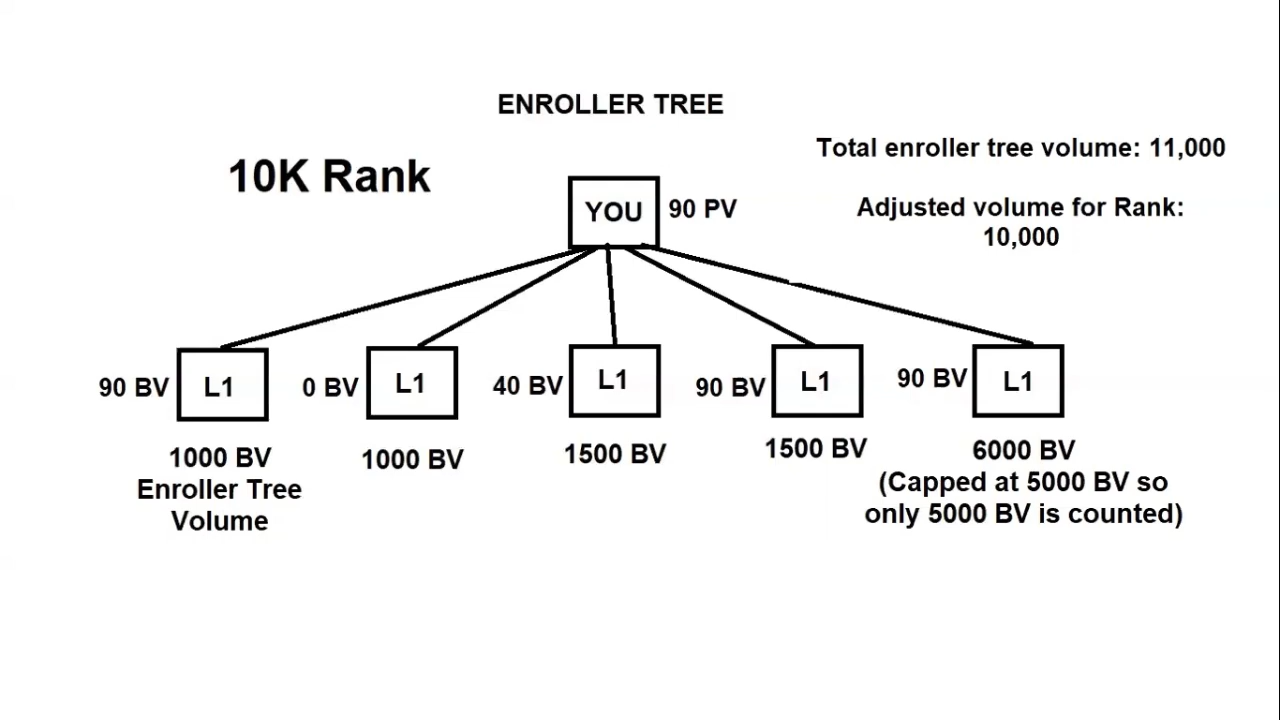 ENROLLER TREE
10K Rank
Total enroller tree volume: 11,000
Adjusted volume for Rank:
10,000
YOU
90 PV
90 BV
L1
0 BV
L1
40 BV
L1
90 BV
L1
90 BV
L1
1000 BV
Enroller Tree
Volume
1000 BV
1500 BV
1500 BV
6000 BV
(Capped at 5000 BV so
only 5000 BV is counted)